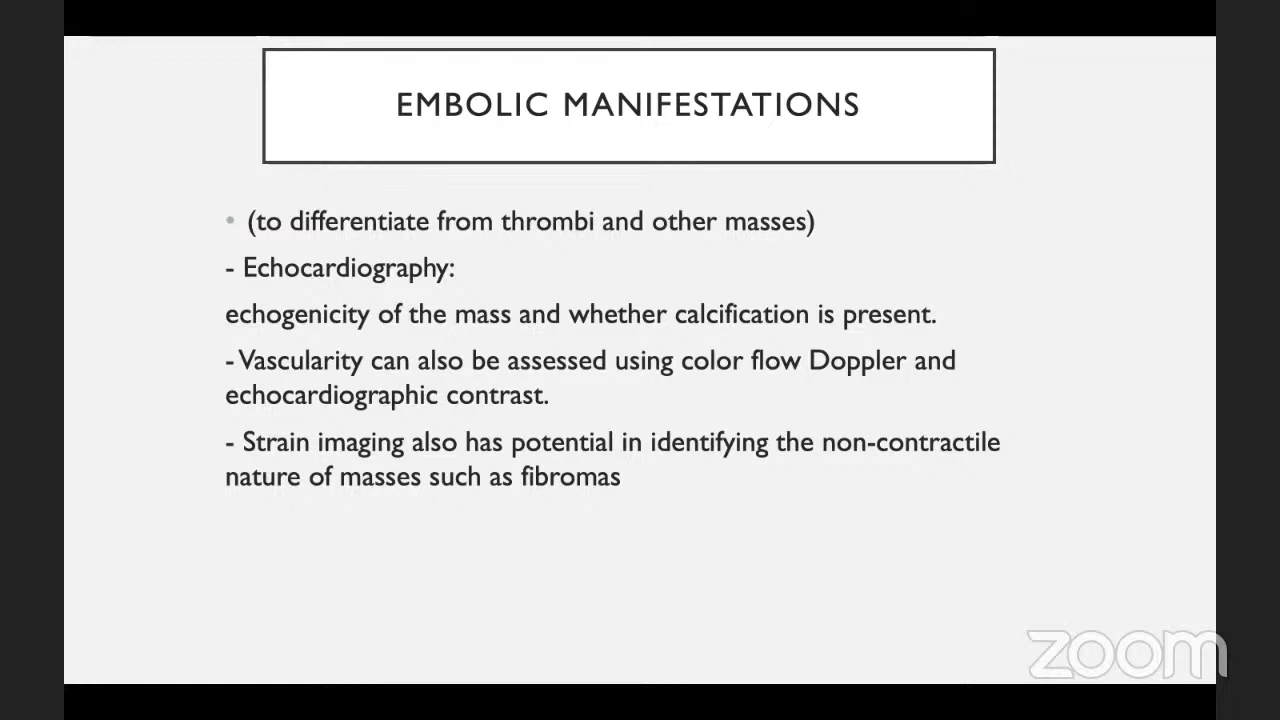 EMBOLIC MANIFESTATIONS
• (to differentiate from thrombi and other masses)
- Echocardiography:
echogenicity of the mass and whether calcification is present.
- Vascularity can also be assessed using color flow Doppler and
echocardiographic contrast.
- Strain imaging also has potential in identifying the non-contractile
nature of masses such as fibromas
zoom